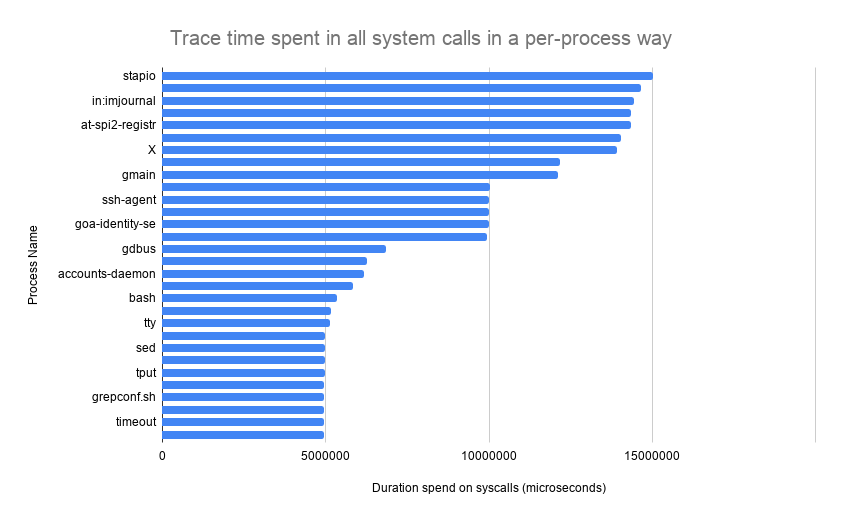 Trace time spent in all system calls in a per-process way
stapio
in:imjournal
at-spi2-registr
X
gmain
ssh-agent
goa-identity-se
gdbus
accounts-daemon
bash
tty
sed
tput
grepconf.sh
timeout
Process Name
0 5000000 10000000 15000000
Duration spend on syscalls (microseconds)